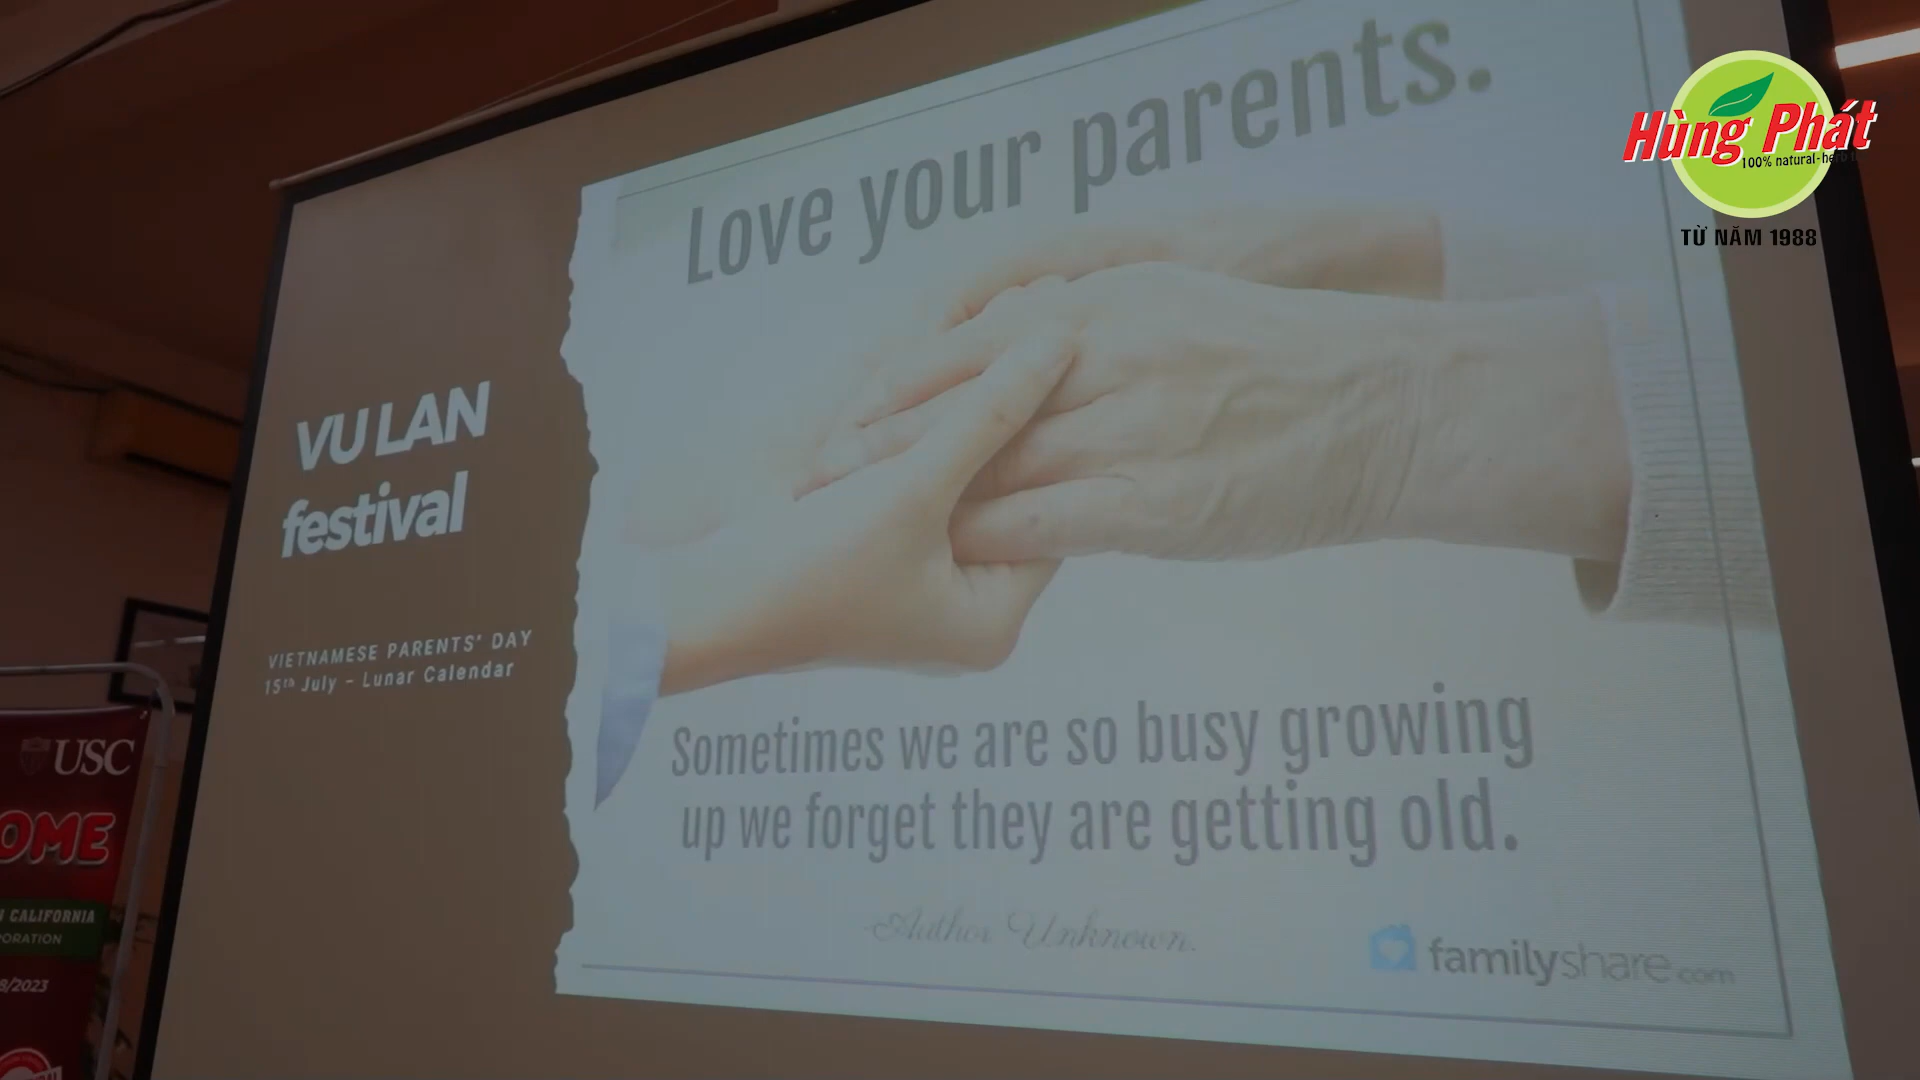 Hùng Phát
100% natural-herb
TỪ NĂM 1988
Love your parents.
VU LAN
festival
VIETNAMESE PARENTS' DAY
15th July – Lunar Calendar
Sometimes we are so busy growing
up we forget they are getting old.
-Author Unknown.
familyshare.com
USC
OME
CALIFORNIA
ORATION
8/2023